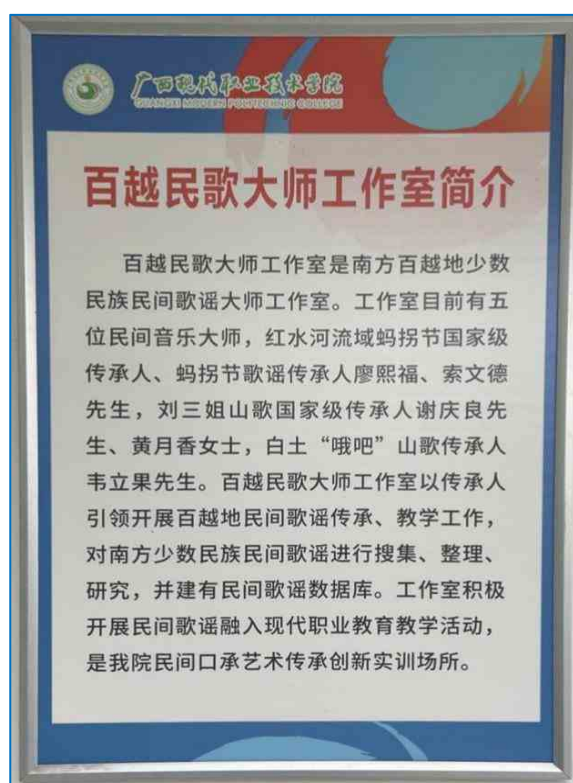 广西现代职业技术学院
GUANGXI MODERN POLYTECHNIC COLLEGE
百越民歌大师工作室简介
百越民歌大师工作室是南方百越地少数
民族民间歌谣大师工作室。工作室目前有五
位民间音乐大师，红水河流域蚂拐节国家级
传承人、蚂拐节歌谣传承人廖熙福、索文德
先生，刘三姐山歌国家级传承人谢庆良先
生、黄月香女士，白土“哦吧”山歌传承人
韦立果先生。百越民歌大师工作室以传承人
引领开展百越地民间歌谣传承、教学工作，
对南方少数民族民间歌谣进行搜集、整理、
研究，并建有民间歌谣数据库。工作室积极
开展民间歌谣融入现代职业教育教学活动，
是我院民间口承艺术传承创新实训场所。